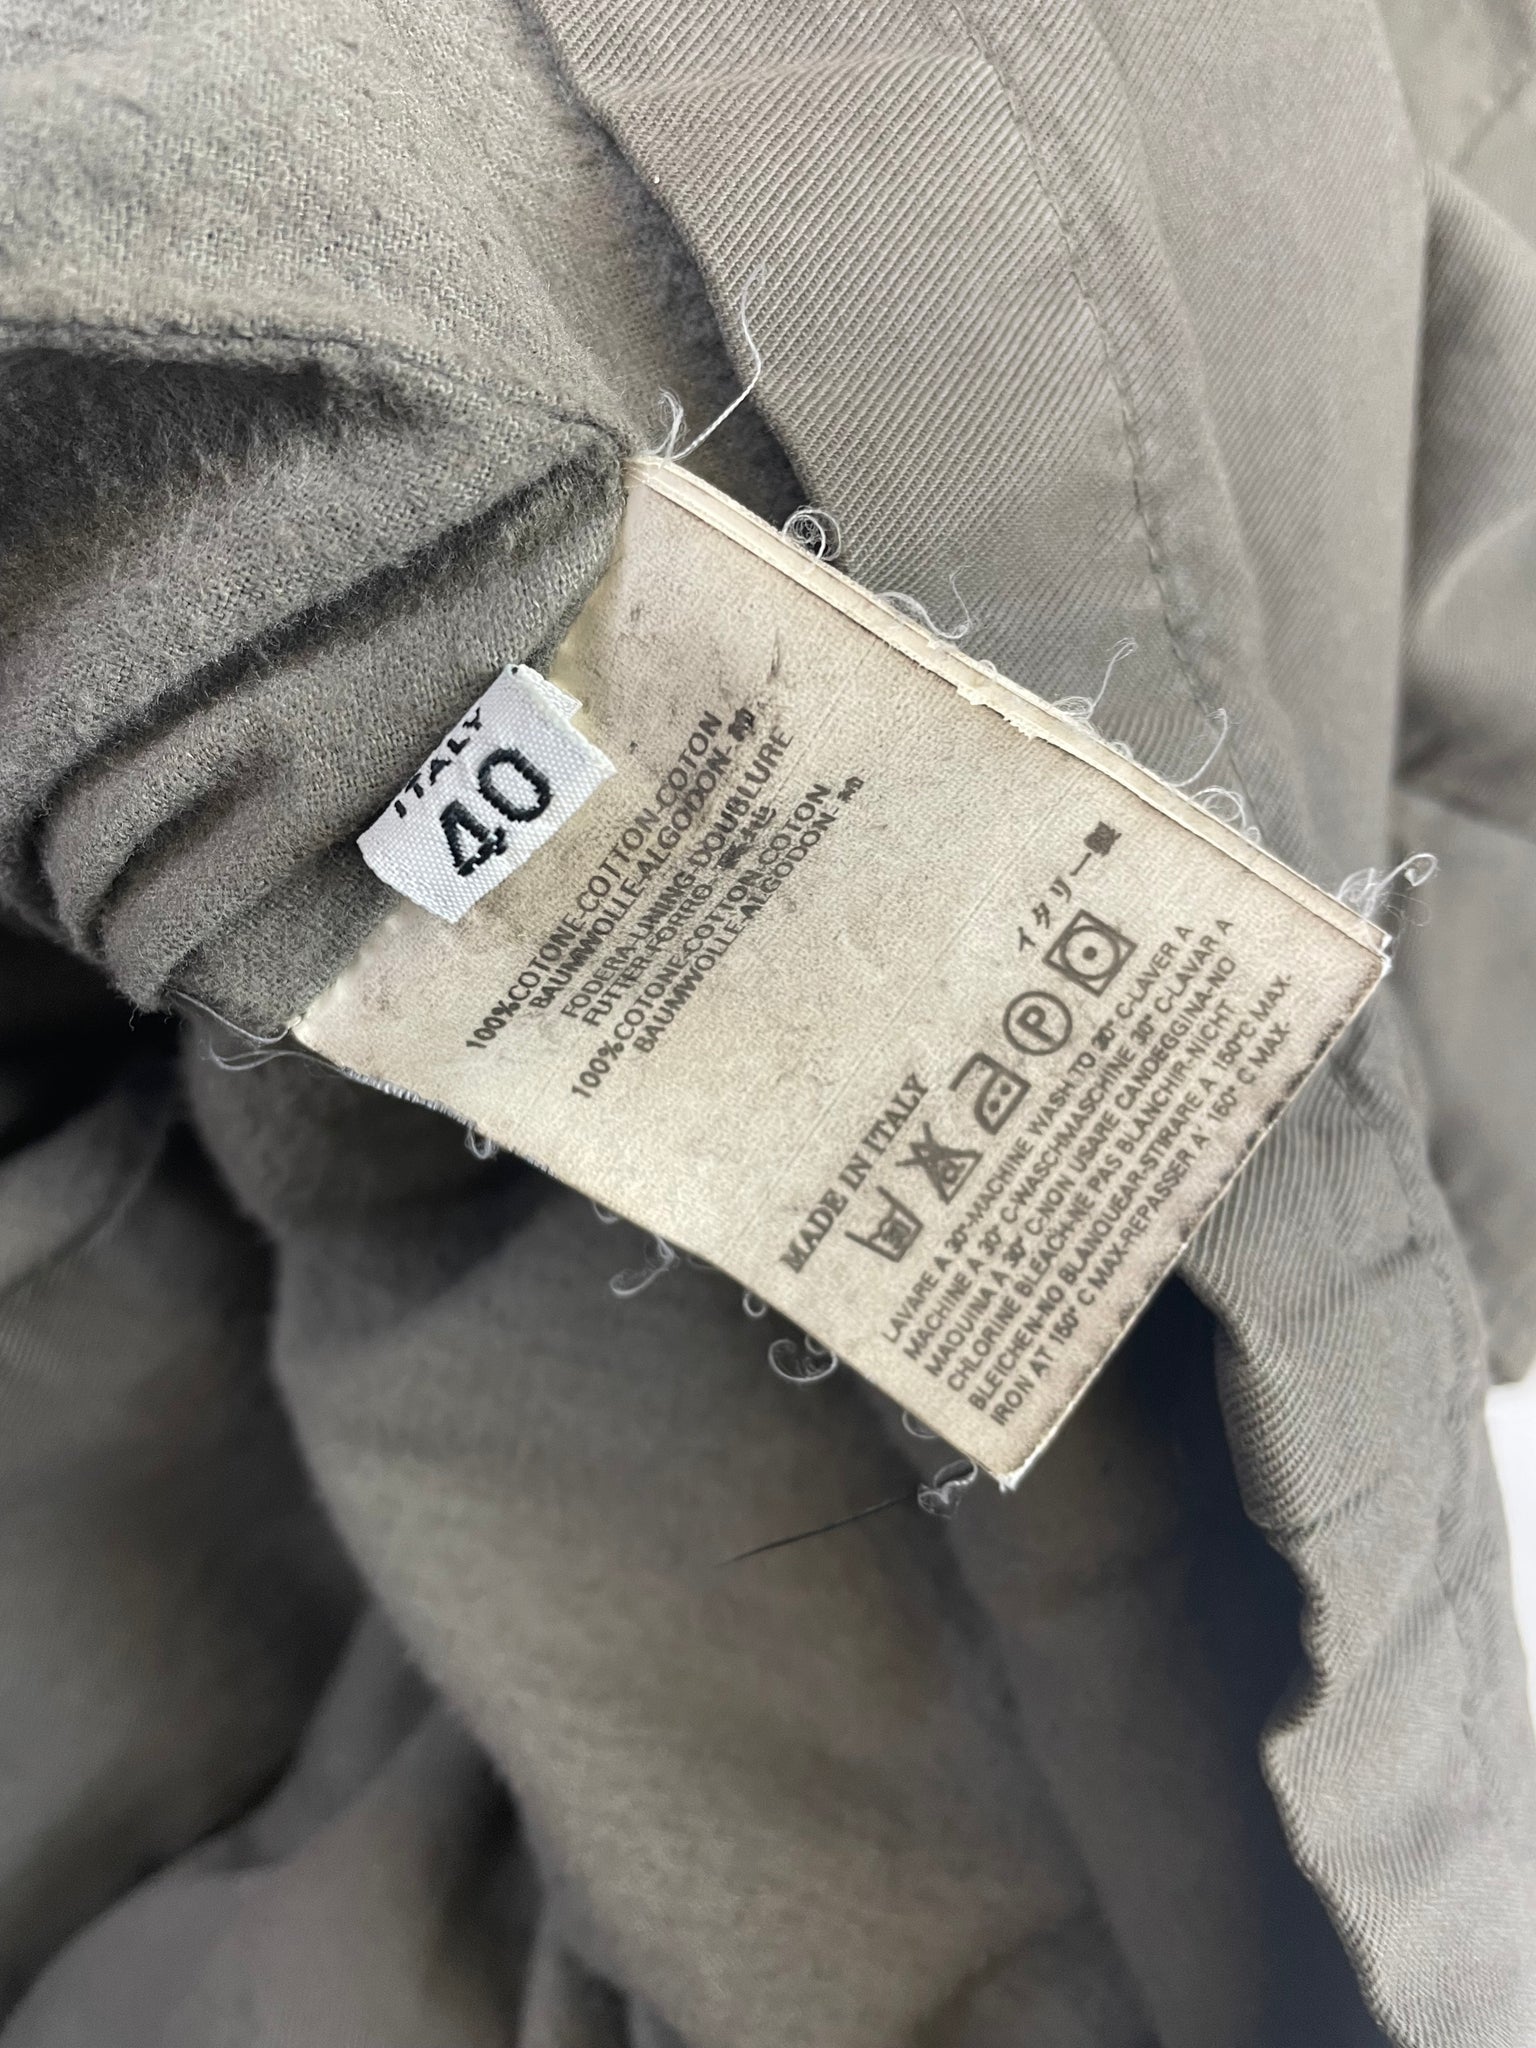 ITALY
40
100%COTONE-COTTON-COTON
BAUMWOLLE-ALGODON-綿
FODERA-LINING-DOUBLURE
FUTTER-FORRO-
100%COTONE-COTTON-COTON
BAUMWOLLE-ALGODON-綿
イタリー製
MADE IN ITALY
30
P
LAVARE A 30°-MACHINE WASH TO 30° C-LAVER A
MACHINE A 30° C-WASCHMASCHINE 30° C-LAVAR A
MAQUINA A 30° C-NON USARE CANDEGGINA-NO
CHLORINE BLEACH-NE PAS BLANCHIR-NICHT
BLEICHEN-NO BLANQUEAR-STIRARE A 150°C MAX-
IRON AT 150° C MAX-REPASSER A' 150° C MAX-